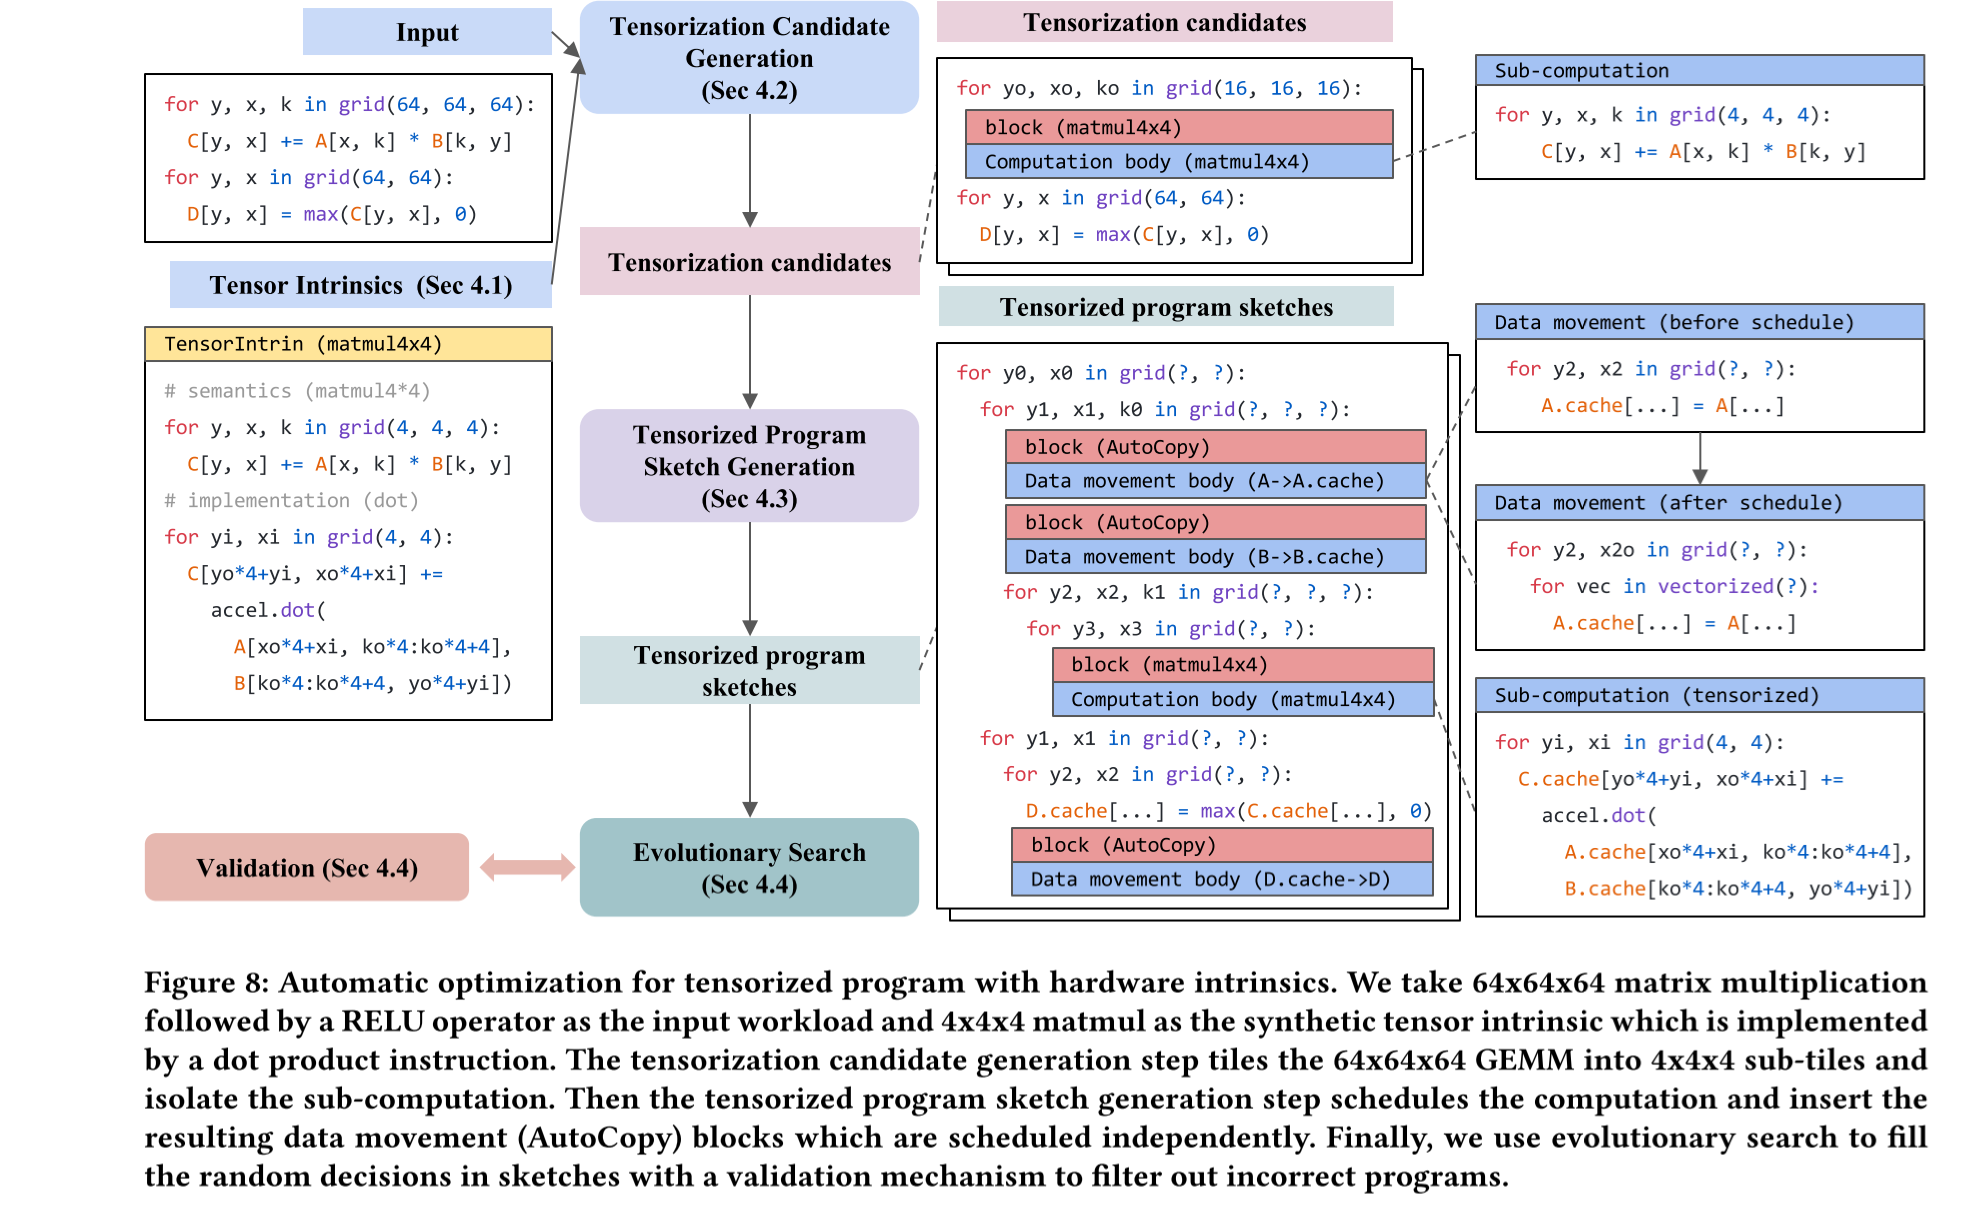 Input
for y, x, k in grid(64, 64, 64):
C[y, x] += A[x, k] * B[k, y]
for y, x in grid(64, 64):
D[y, x] = max(C[y, x], 0)
Tensor Intrinsics (Sec 4.1)
TensorIntrin (matmul4x4)
# semantics (matmul4*4)
for y, x, k in grid(4, 4, 4):
C[y, x] += A[x, k] * B[k, y]
# implementation (dot)
for yi, xi in grid(4, 4):
C[yo*4+yi, xo*4+xi] +=
accel.dot(
A[xo*4+xi, ko*4:ko*4+4],
B[ko*4:ko*4+4, yo*4+yi])
Validation (Sec 4.4)
Tensorization Candidate
Generation
(Sec 4.2)
Tensorization candidates
Tensorized Program
Sketch Generation
(Sec 4.3)
Tensorized program
sketches
Evolutionary Search
(Sec 4.4)
Tensorization candidates
for yo, xo, ko in grid(16, 16, 16):
block (matmul4x4)
Computation body (matmul4x4)
for y, x in grid(64, 64):
D[y, x] = max(C[y, x], 0)
Tensorized program sketches
for y0, x0 in grid(?, ?):
for y1, x1, k0 in grid(?, ?, ?):
block (AutoCopy)
Data movement body (A->A.cache)
block (AutoCopy)
Data movement body (B->B.cache)
for y2, x2, k1 in grid(?, ?, ?):
for y3, x3 in grid(?, ?):
block (matmul4x4)
Computation body (matmul4x4)
for y1, x1 in grid(?, ?):
for y2, x2 in grid(?, ?):
D.cache[...] = max(C.cache[...], 0)
block (AutoCopy)
Data movement body (D.cache->D)
Sub-computation
for y, x, k in grid(4, 4, 4):
C[y, x] += A[x, k] * B[k, y]
Data movement (before schedule)
for y2, x2 in grid(?, ?):
A.cache[...] = A[...]
Data movement (after schedule)
for y2, x2o in grid(?, ?):
for vec in vectorized(?):
A.cache[...] = A[...]
Sub-computation (tensorized)
for yi, xi in grid(4, 4):
C.cache[yo*4+yi, xo*4+xi] +=
accel.dot(
A.cache[xo*4+xi, ko*4:ko*4+4],
B.cache[ko*4:ko*4+4, yo*4+yi])
Figure 8: Automatic optimization for tensorized program with hardware intrinsics. We take 64x64x64 matrix multiplication
followed by a RELU operator as the input workload and 4x4x4 matmul as the synthetic tensor intrinsic which is implemented
by a dot product instruction. The tensorization candidate generation step tiles the 64x64x64 GEMM into 4x4x4 sub-tiles and
isolate the sub-computation. Then the tensorized program sketch generation step schedules the computation and insert the
resulting data movement (AutoCopy) blocks which are scheduled independently. Finally, we use evolutionary search to fill
the random decisions in sketches with a validation mechanism to filter out incorrect programs.